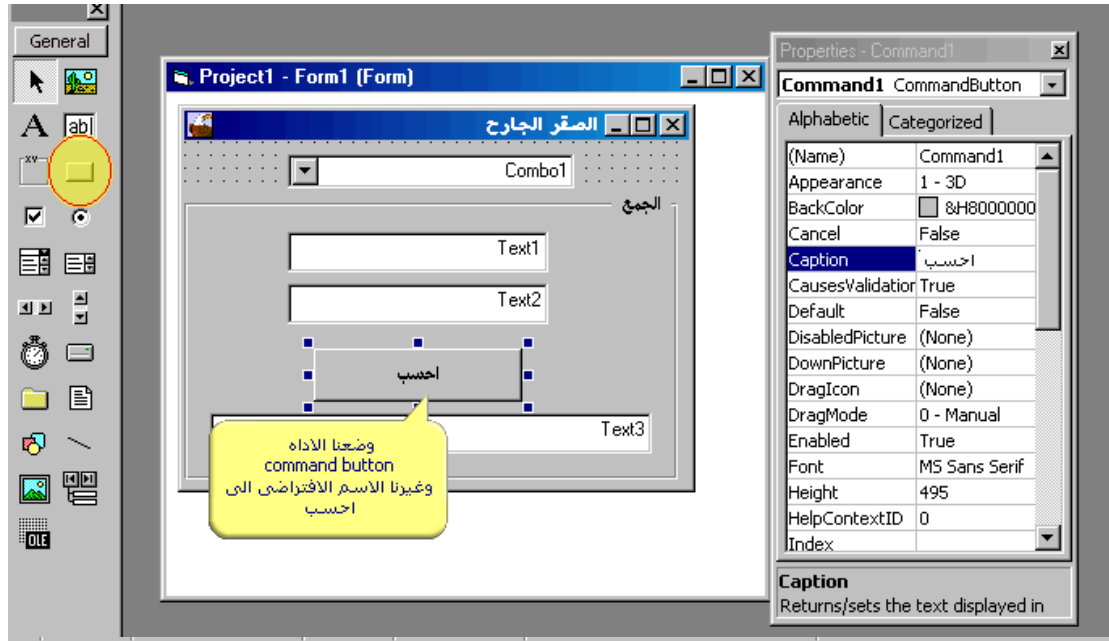 General
A
ab
xv
OLE
Project1 - Form1 (Form)
الصقر الجارح
Combo1
الجمع
Text1
Text2
احسب
Text3
وضعنا الاداه
command button
وغيرنا الاسم الافتراضى الى
احسب
Properties - Command1
Command1 CommandButton
Alphabetic Categorized
(Name) Command1
Appearance 1 - 3D
BackColor &H8000000
Cancel False
Caption احسب
CausesValidation True
Default False
DisabledPicture (None)
DownPicture (None)
DragIcon (None)
DragMode 0 - Manual
Enabled True
Font MS Sans Serif
Height 495
HelpContextID 0
Index
Caption
Returns/sets the text displayed in